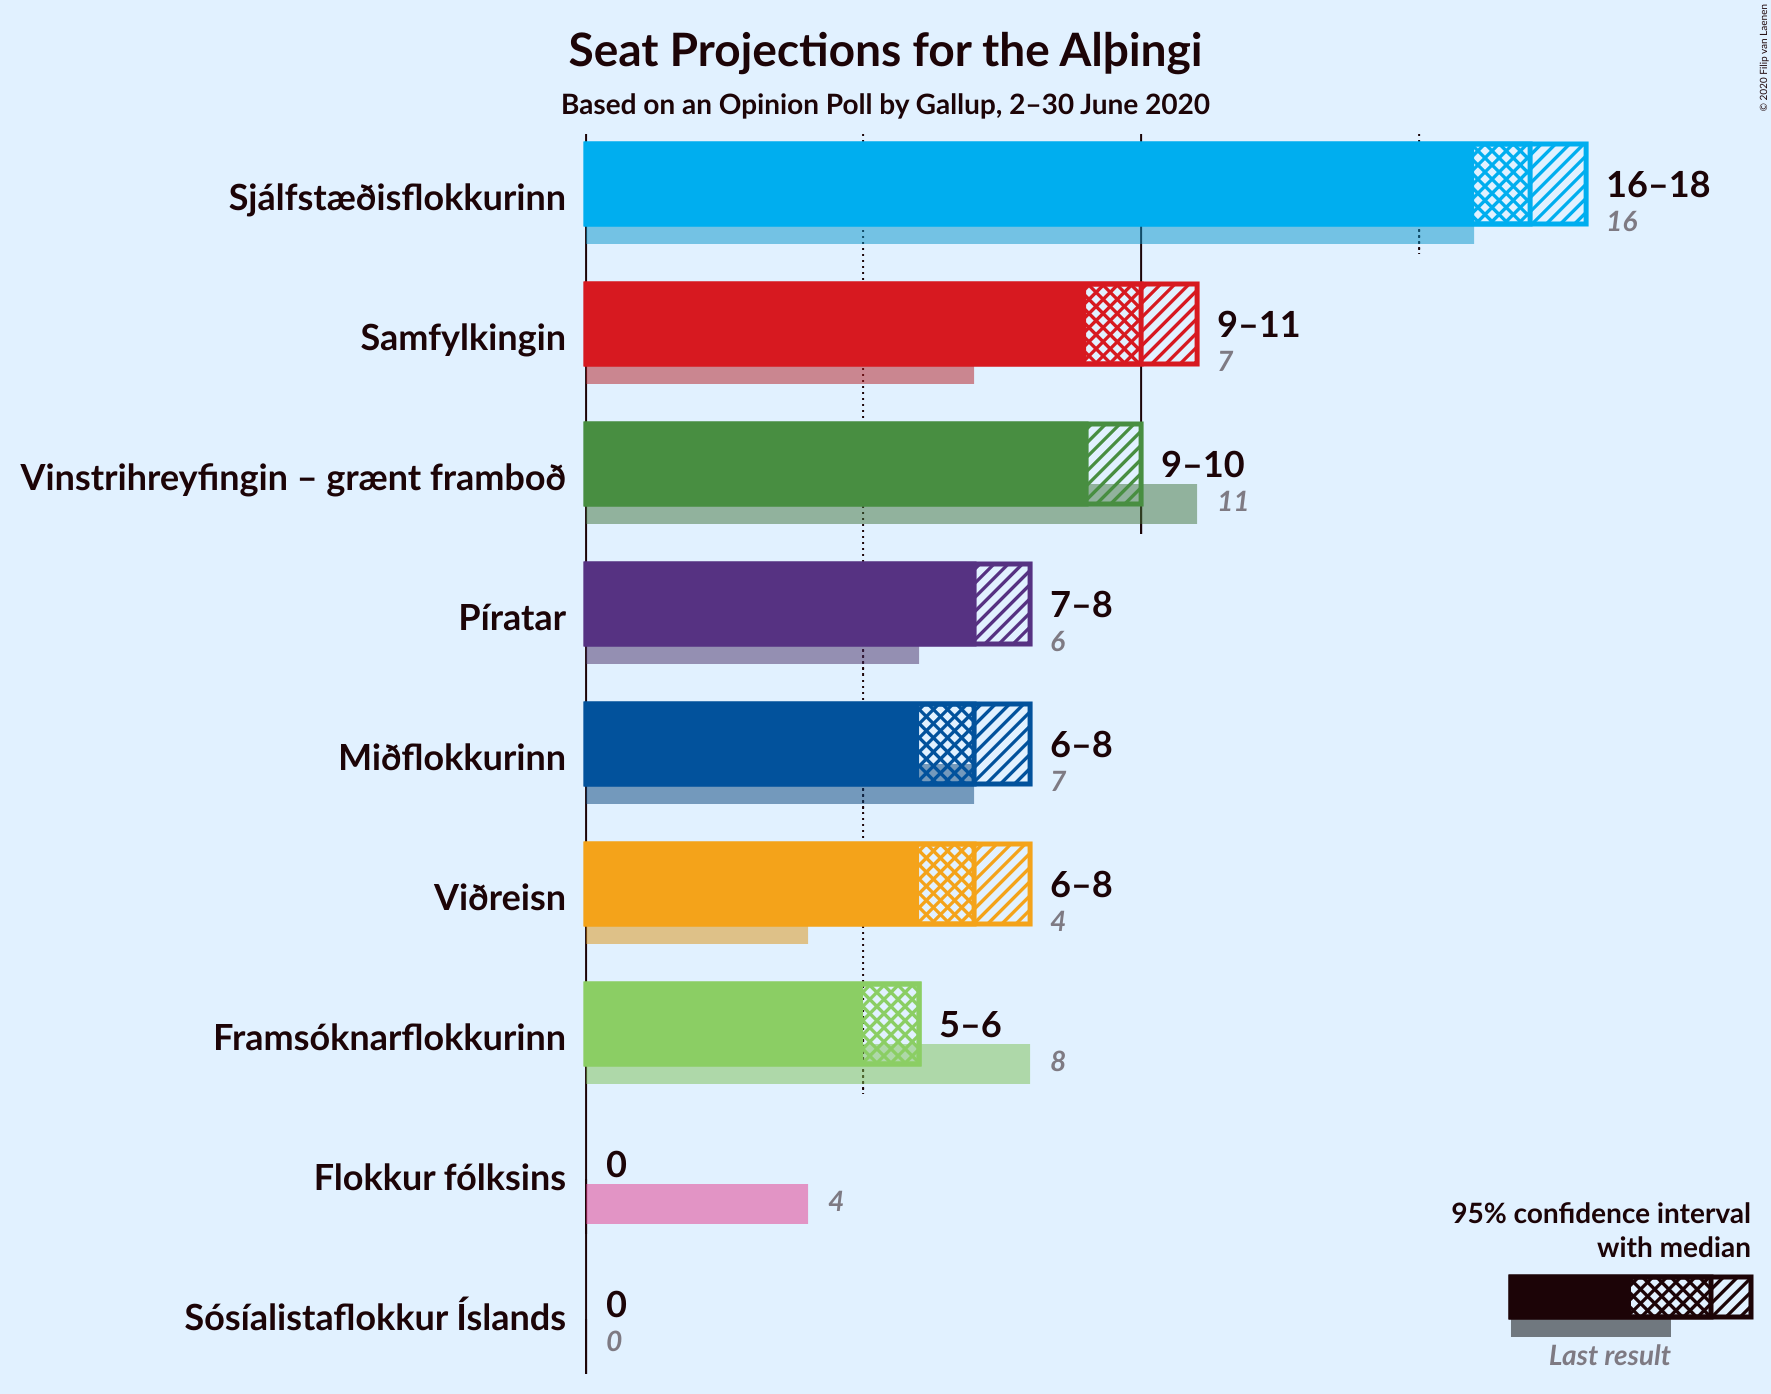 Seat Projections for the Alþingi
Based on an Opinion Poll by Gallup, 2–30 June 2020
© 2020 Filip van Laenen
Sjálfstæðisflokkurinn
16–18
16
Samfylkingin
9–11
7
Vinstrihreyfingin – grænt framboð
9–10
11
Píratar
7–8
6
Miðflokkurinn
6–8
7
Viðreisn
6–8
4
Framsóknarflokkurinn
5–6
8
Flokkur fólksins
0
4
Sósíalistaflokkur Íslands
0
0
95% confidence interval
with median
Last result